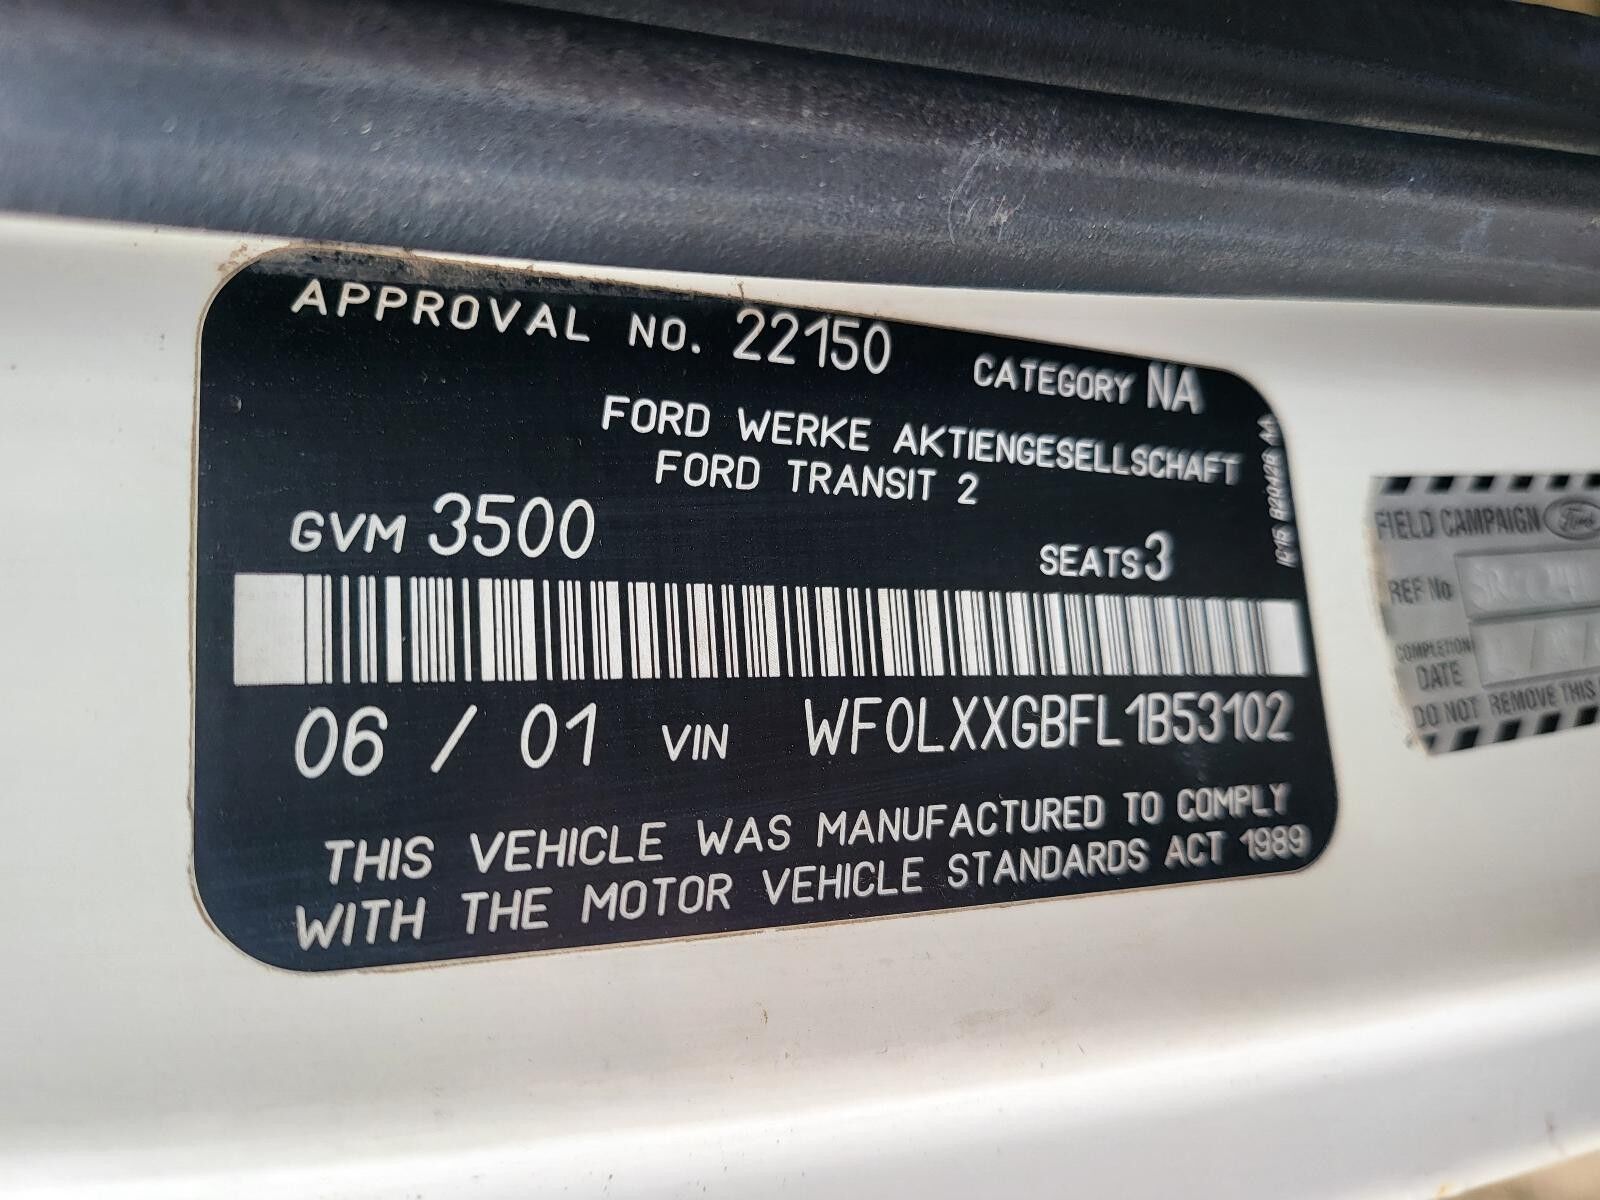 APPROVAL NO. 22150 CATEGORY NA
FORD WERKE AKTIENGESELLSCHAFT
FORD TRANSIT 2
GVM 3500 SEATS 3
06 / 01 VIN WF0LXXGBFL1B53102
THIS VEHICLE WAS MANUFACTURED TO COMPLY
WITH THE MOTOR VEHICLE STANDARDS ACT 1989
FIELD CAMPAIGN Ford
REF No
COMPLETION
DATE
DO NOT REMOVE THIS